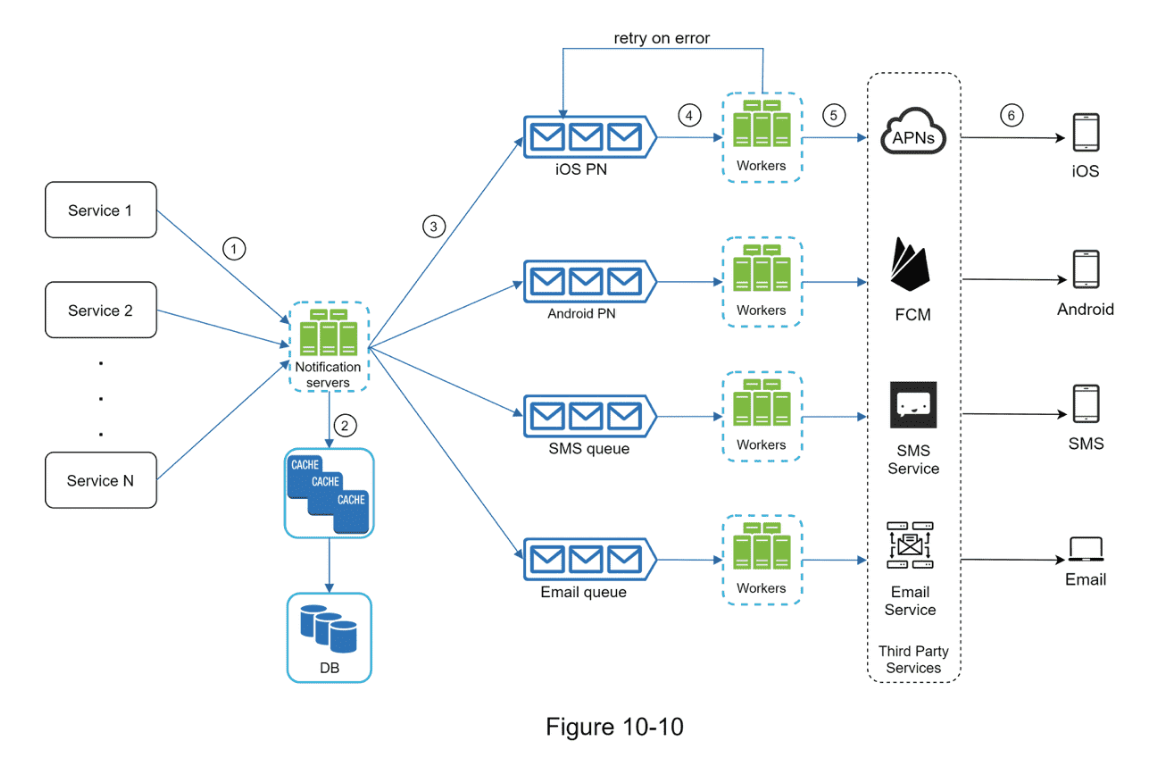 retry on error
4
5
6
APNs
iOS PN
Workers
iOS
Service 1
1
3
Service 2
Android PN
Workers
FCM
Android
Notification
servers
.
.
.
2
SMS queue
Workers
SMS
Service
SMS
Service N
CACHE
CACHE
CACHE
Email queue
Workers
Email
Service
Email
DB
Third Party
Services
Figure 10-10